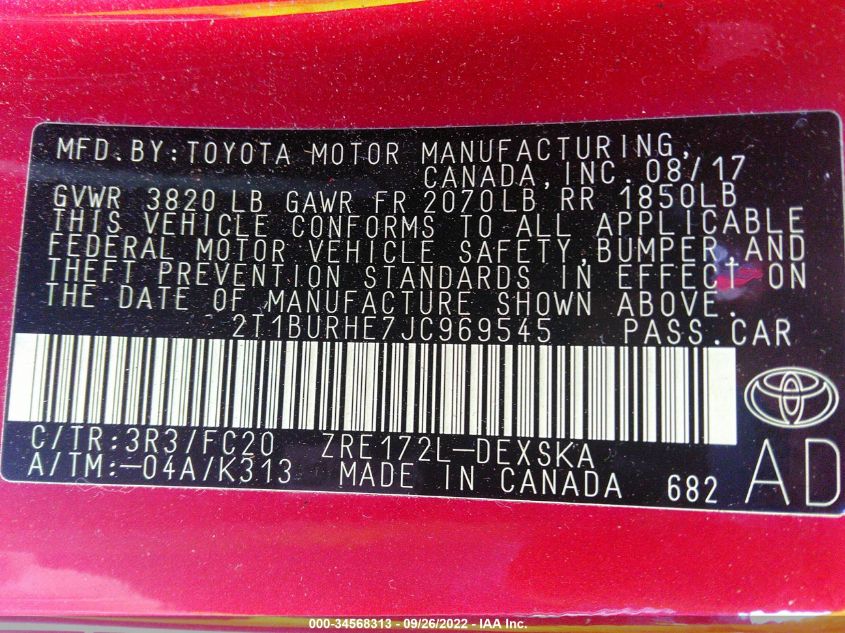 MFD.BY:TOYOTA MOTOR MANUFACTURING,
CANADA,INC.08/17
GVWR 3820 LB GAWR FR 2070LB RR 1850LB
THIS VEHICLE CONFORMS TO ALL APPLICABLE
FEDERAL MOTOR VEHICLE SAFETY,BUMPER,AND
THEFT PREVENTION STANDARDS IN EFFECT ON
THE DATE OF MANUFACTURE SHOWN ABOVE.
2T1BURHE7JC969545 PASS.CAR
C/TR:3R3/FC20 ZRE172L-DEXSKA
A/TM:-04A/K313 MADE IN CANADA 682
AD
000-34568313 - 09/26/2022 - IAA Inc.